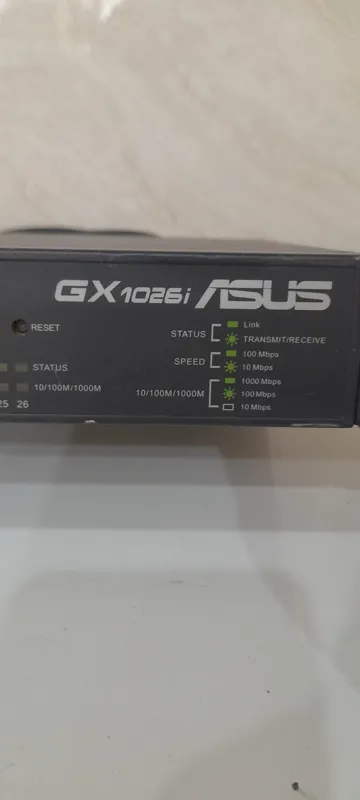 GX1026i ASUS
RESET
STATUS
Link
TRANSMIT/RECEIVE
SPEED
100 Mbps
10 Mbps
10/100M/1000M
1000 Mbps
100 Mbps
10 Mbps
STATUS
10/100M/1000M
25 26